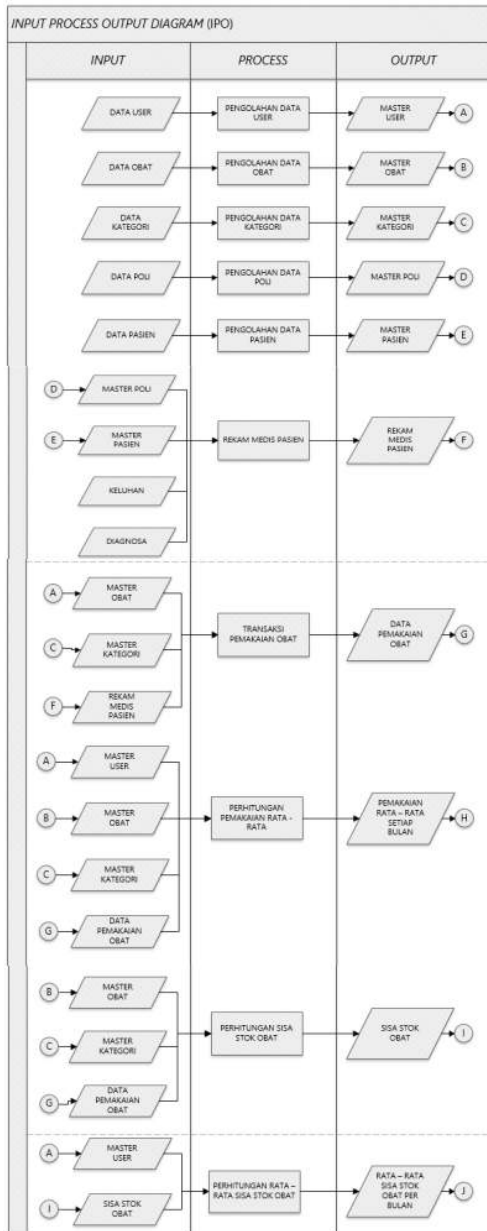 INPUT PROCESS OUTPUT DIAGRAM (IPO)
INPUT
PROCESS
OUTPUT
DATA USER
PENGOLAHAN DATA
USER
MASTER
USER
A
DATA OBAT
PENGOLAHAN DATA
OBAT
MASTER
OBAT
B
DATA
KATEGORI
PENGOLAHAN DATA
KATEGORI
MASTER
KATEGORI
C
DATA POLI
PENGOLAHAN DATA
POLI
MASTER POLI
D
DATA PASIEN
PENGOLAHAN DATA
PASIEN
MASTER
PASIEN
E
D
MASTER POLI
E
MASTER
PASIEN
KELUHAN
DIAGNOSA
REKAM MEDIS PASIEN
REKAM
MEDIS
PASIEN
F
A
MASTER
OBAT
C
MASTER
KATEGORI
F
REKAM
MEDIS
PASIEN
TRANSAKSI
PEMAKAIAN OBAT
DATA
PEMAKAIAN
OBAT
G
A
MASTER
USER
B
MASTER
OBAT
C
MASTER
KATEGORI
G
DATA
PEMAKAIAN
OBAT
PERHITUNGAN
PEMAKAIAN RATA -
RATA
PEMAKAIAN
RATA – RATA
SETIAP
BULAN
H
B
MASTER
OBAT
C
MASTER
KATEGORI
G
DATA
PEMAKAIAN
OBAT
PERHITUNGAN SISA
STOK OBAT
SISA STOK
OBAT
I
A
MASTER
USER
I
SISA STOK
OBAT
PERHITUNGAN RATA –
RATA SISA STOK OBAT
RATA – RATA
SISA STOK
OBAT PER
BULAN
J